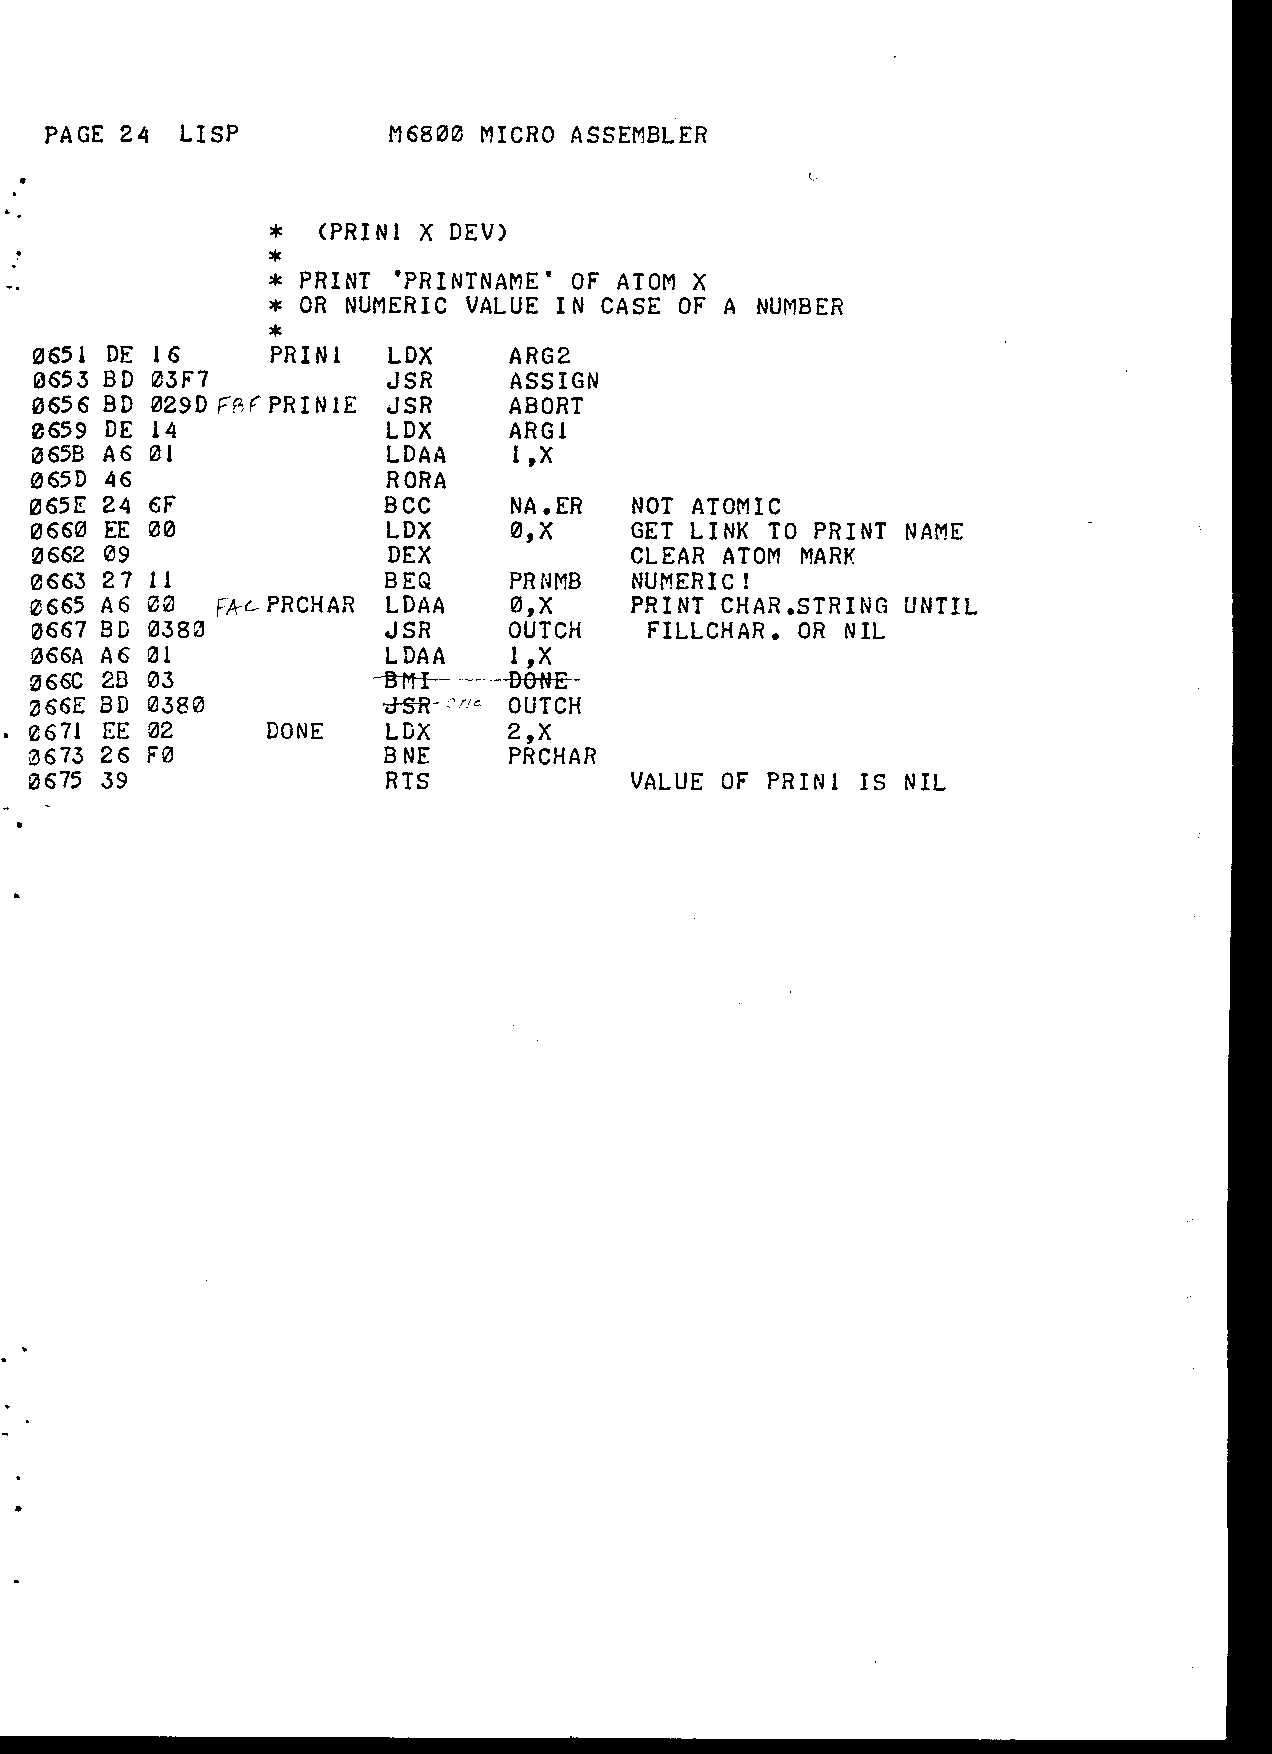 PAGE 24 LISP M6800 MICRO ASSEMBLER
* (PRIN1 X DEV)
*
* PRINT 'PRINTNAME' OF ATOM X
* OR NUMERIC VALUE IN CASE OF A NUMBER
*
0651 DE 16 PRIN1 LDX ARG2
0653 BD 03F7 JSR ASSIGN
0656 BD 029D PRIN1E JSR ABORT
0659 DE 14 LDX ARG1
065B A6 01 LDAA 1,X
065D 46 RORA
065E 24 6F BCC NA.ER NOT ATOMIC
0660 EE 00 LDX 0,X GET LINK TO PRINT NAME
0662 09 DEX CLEAR ATOM MARK
0663 27 11 BEQ PRNMB NUMERIC!
0665 A6 00 FAC PRCHAR LDAA 0,X PRINT CHAR.STRING UNTIL
0667 BD 0380 JSR OUTCH FILLCHAR. OR NIL
066A A6 01 LDAA 1,X
066C 2B 03 BMI DONE
066E BD 0380 JSR OUTCH
0671 EE 02 DONE LDX 2,X
0673 26 F0 BNE PRCHAR
0675 39 RTS VALUE OF PRIN1 IS NIL